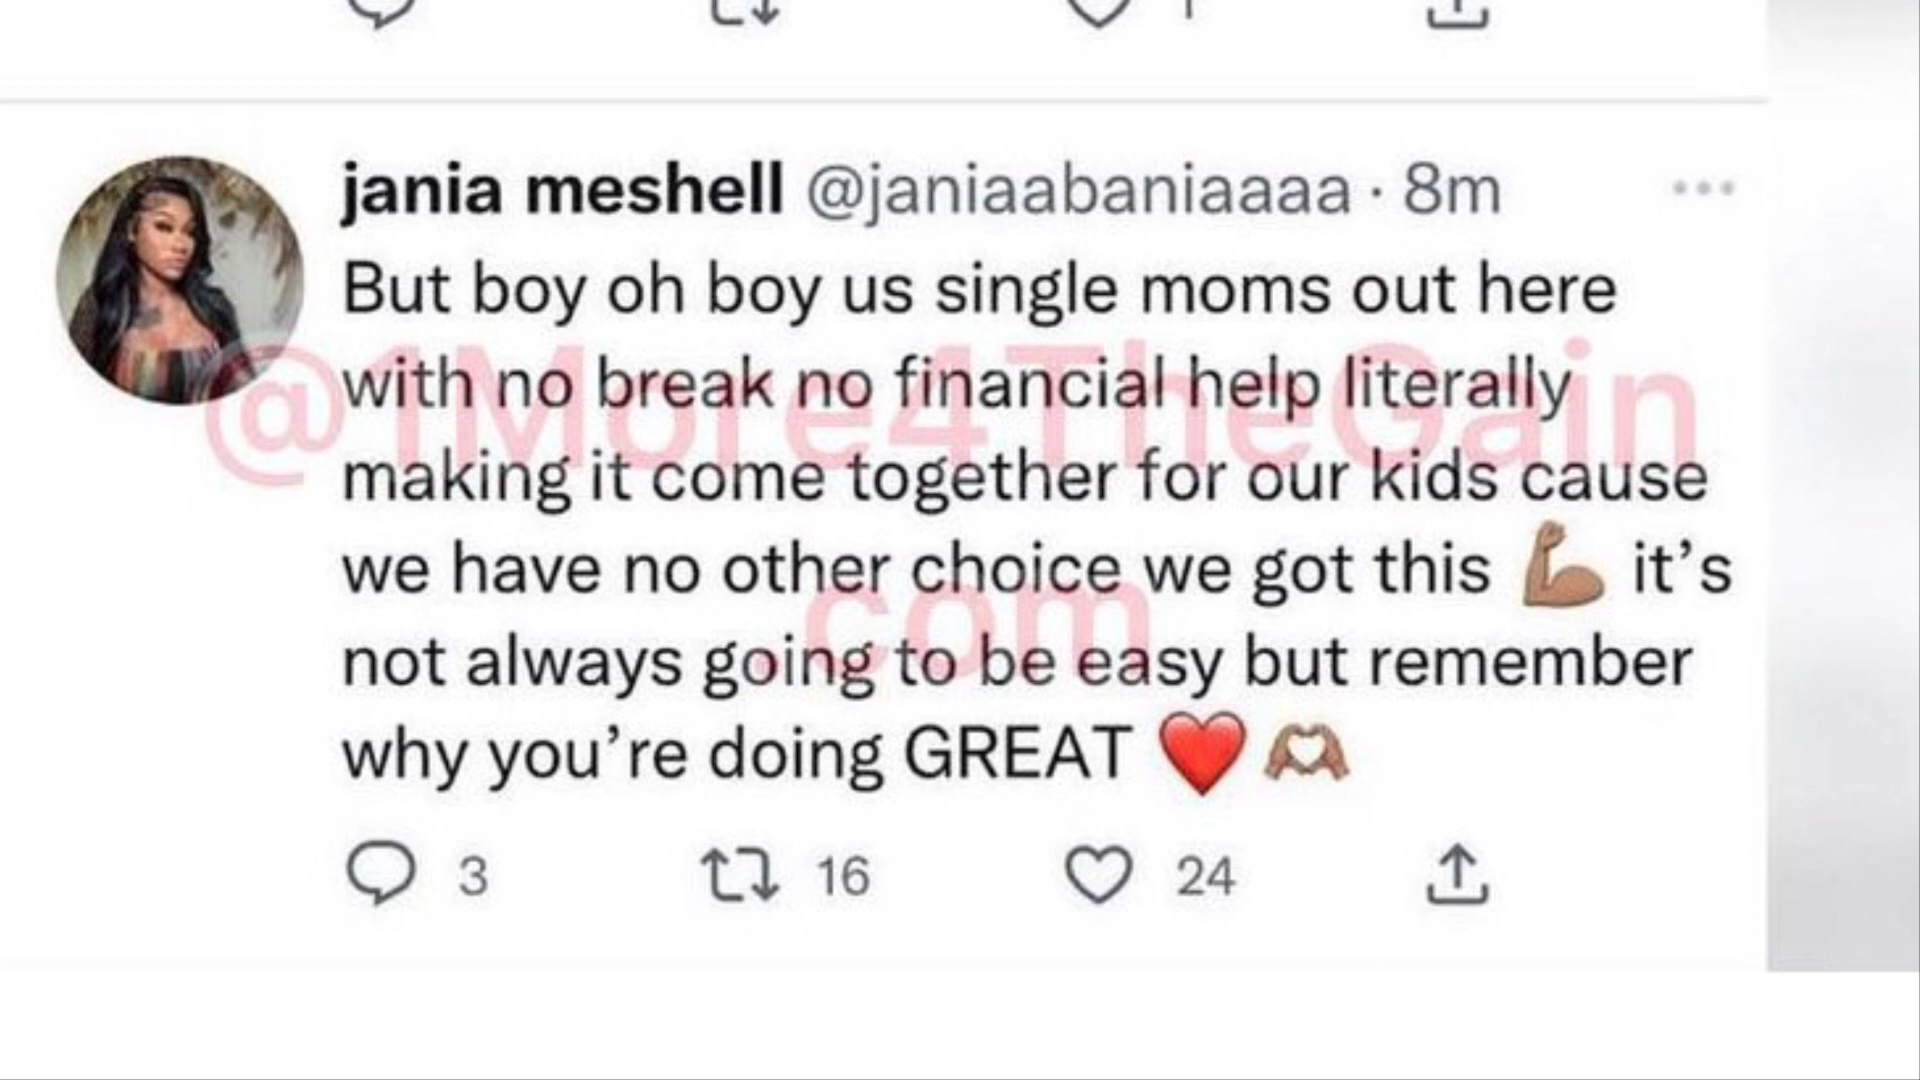 jania meshell @janiaabaniaaaa · 8m
But boy oh boy us single moms out here
with no break no financial help literally
making it come together for our kids cause
we have no other choice we got this 💪🏽 it’s
not always going to be easy but remember
why you’re doing GREAT ❤️ 🫶🏽
3 16 24
@1More4TheGain
.com